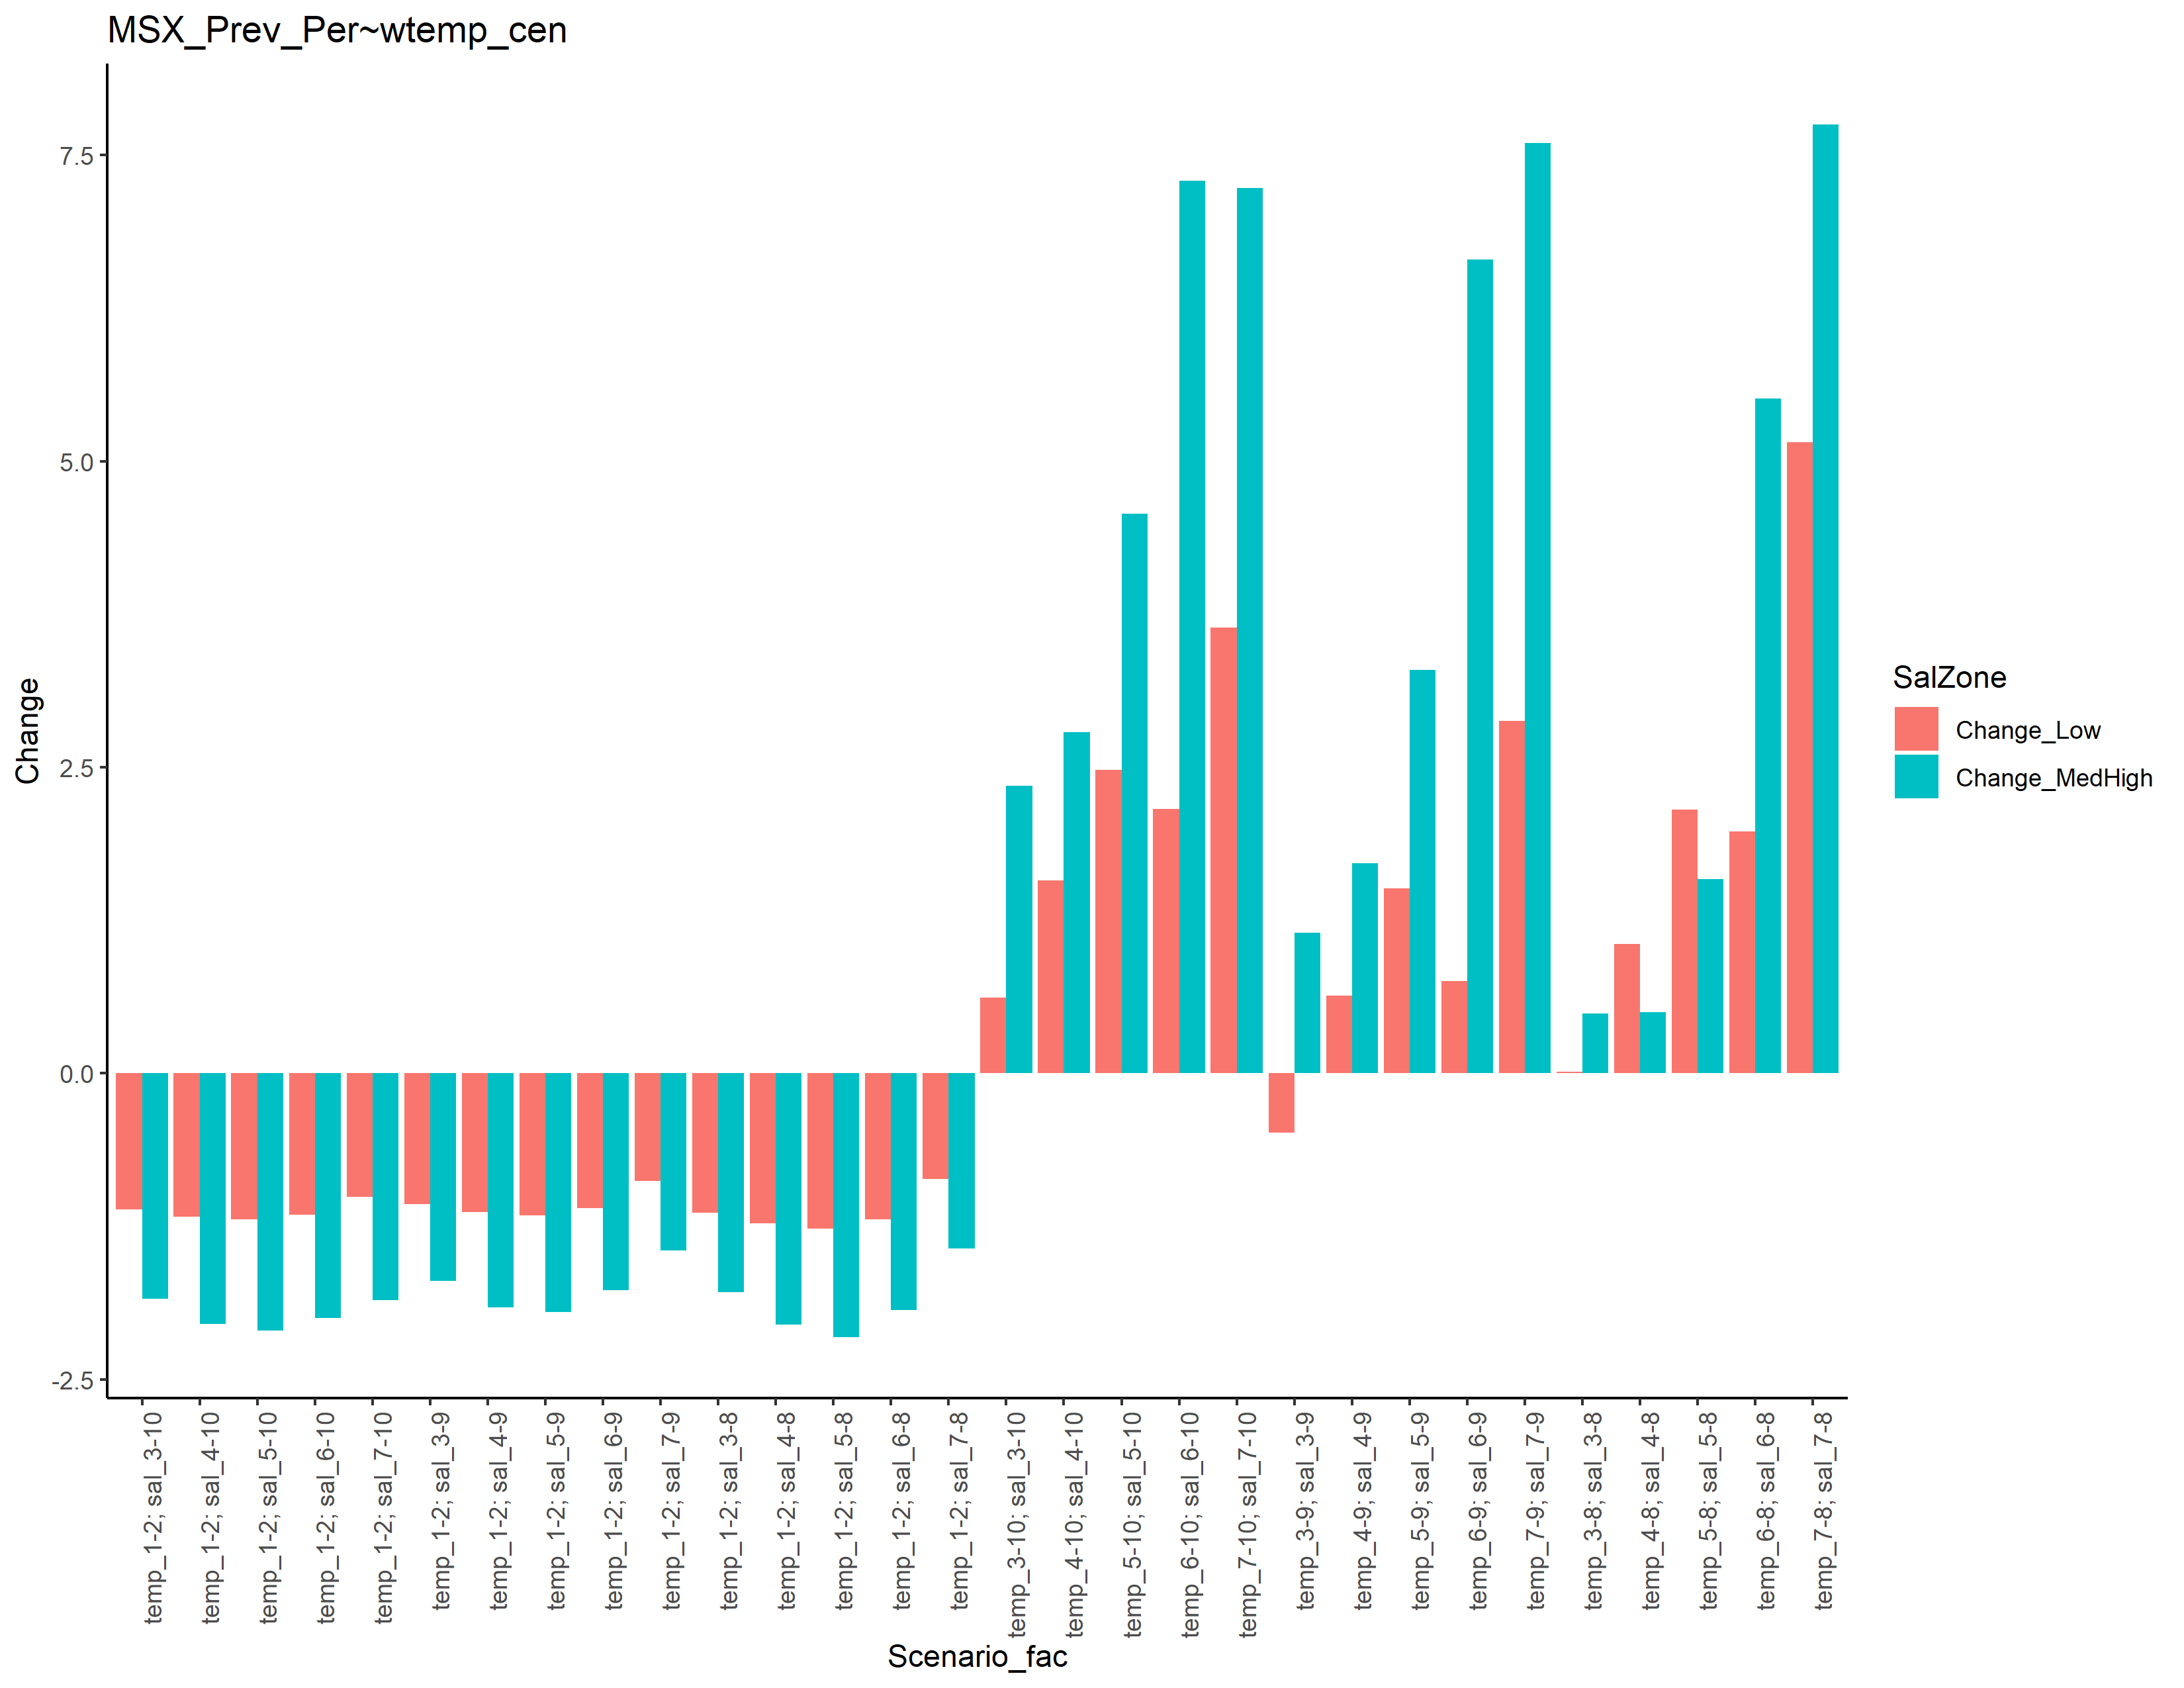 MSX_Prev_Per~wtemp_cen
Change
7.5
5.0
2.5
0.0
-2.5
temp_1-2; sal_3-10
temp_1-2; sal_4-10
temp_1-2; sal_5-10
temp_1-2; sal_6-10
temp_1-2; sal_7-10
temp_1-2; sal_3-9
temp_1-2; sal_4-9
temp_1-2; sal_5-9
temp_1-2; sal_6-9
temp_1-2; sal_7-9
temp_1-2; sal_3-8
temp_1-2; sal_4-8
temp_1-2; sal_5-8
temp_1-2; sal_6-8
temp_1-2; sal_7-8
temp_3-10; sal_3-10
temp_4-10; sal_4-10
temp_5-10; sal_5-10
temp_6-10; sal_6-10
temp_7-10; sal_7-10
temp_3-9; sal_3-9
temp_4-9; sal_4-9
temp_5-9; sal_5-9
temp_6-9; sal_6-9
temp_7-9; sal_7-9
temp_3-8; sal_3-8
temp_4-8; sal_4-8
temp_5-8; sal_5-8
temp_6-8; sal_6-8
temp_7-8; sal_7-8
Scenario_fac
SalZone
Change_Low
Change_MedHigh